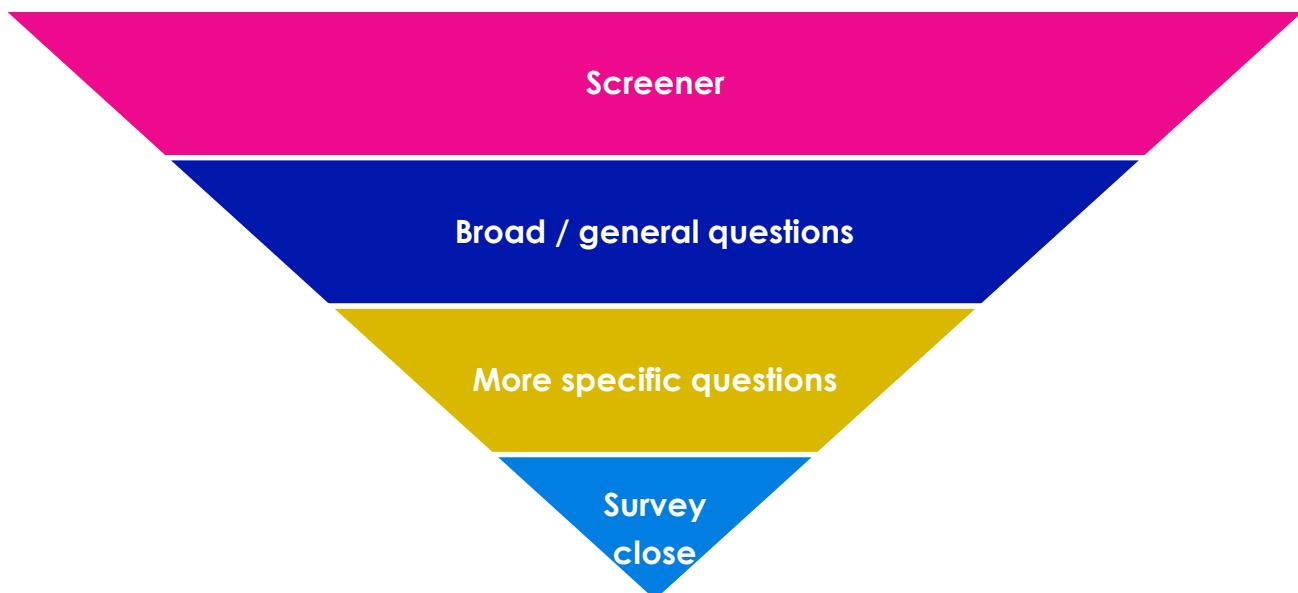 Screener
Broad / general questions
More specific questions
Survey
close